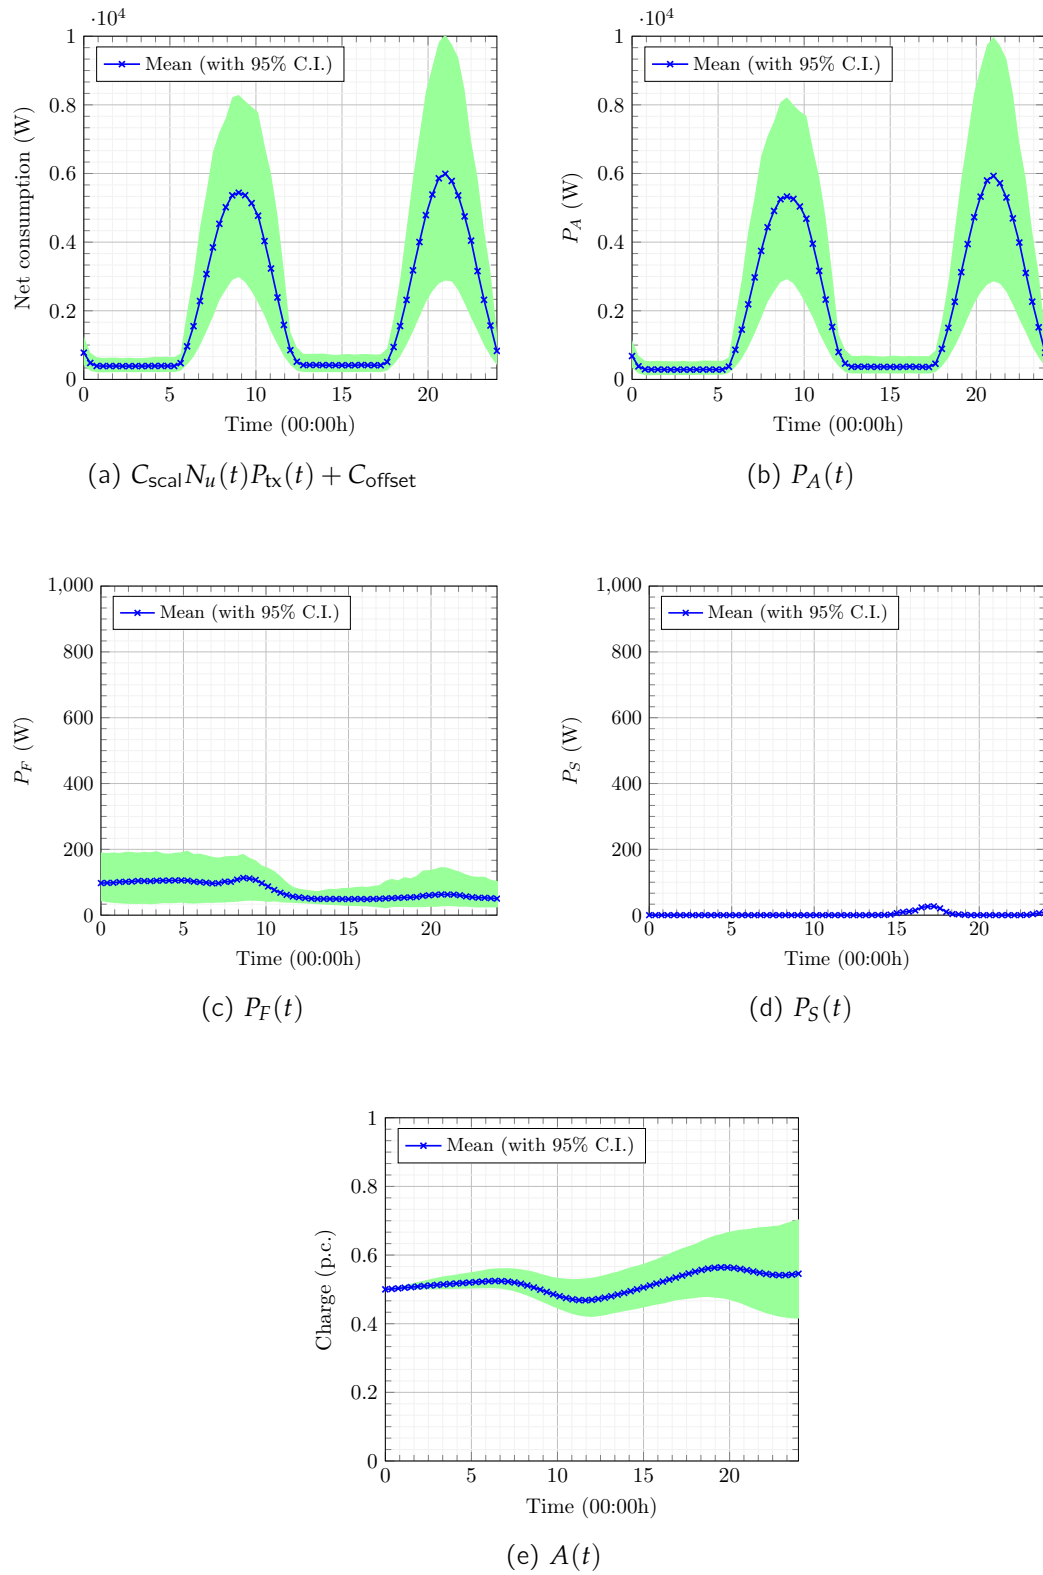 ·10⁴
Mean (with 95% C.I.)
1
0.8
0.6
0.4
0.2
0
0 5 10 15 20
Net consumption (W)
Time (00:00h)
(a) C_scal N_u(t)P_tx(t) + C_offset
·10⁴
Mean (with 95% C.I.)
1
0.8
0.6
0.4
0.2
0
0 5 10 15 20
P_A (W)
Time (00:00h)
(b) P_A(t)
Mean (with 95% C.I.)
1,000
800
600
400
200
0
0 5 10 15 20
P_F (W)
Time (00:00h)
(c) P_F(t)
Mean (with 95% C.I.)
1,000
800
600
400
200
0
0 5 10 15 20
P_S (W)
Time (00:00h)
(d) P_S(t)
Mean (with 95% C.I.)
1
0.8
0.6
0.4
0.2
0
0 5 10 15 20
Charge (p.c.)
Time (00:00h)
(e) A(t)